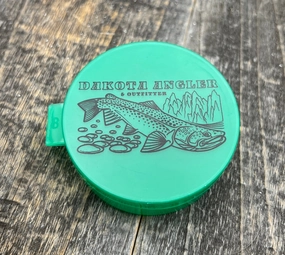 DAKOTA ANGLER
& OUTFITTER